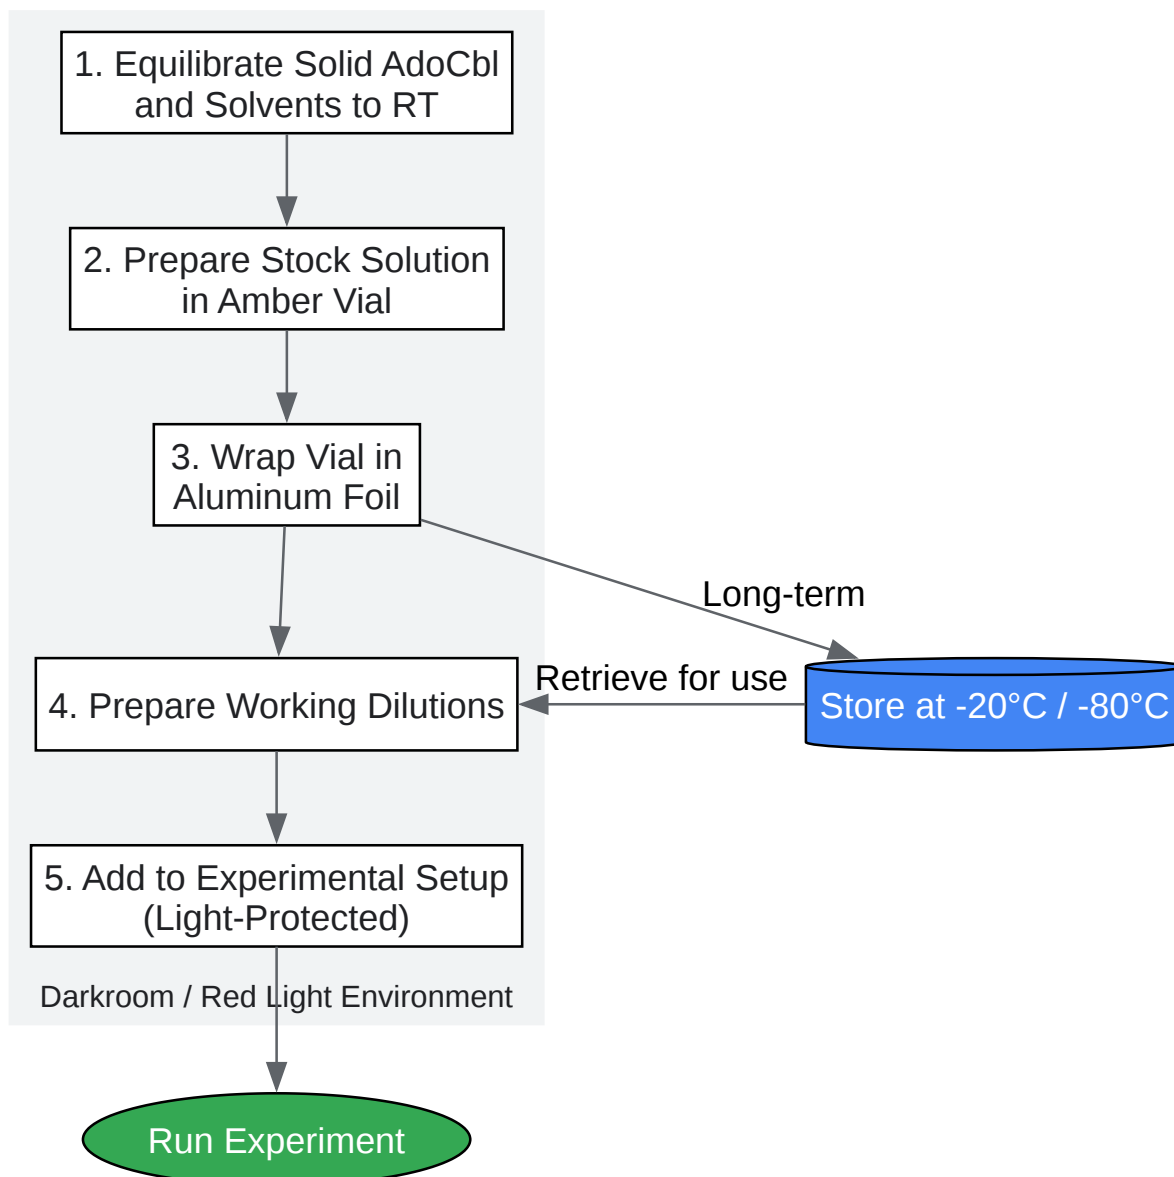 1. Equilibrate Solid AdoCbl
and Solvents to RT
2. Prepare Stock Solution
in Amber Vial
3. Wrap Vial in
Aluminum Foil
Long-term
Retrieve for use
Store at -20°C / -80°C
4. Prepare Working Dilutions
5. Add to Experimental Setup
(Light-Protected)
Darkroom / Red Light Environment
Run Experiment